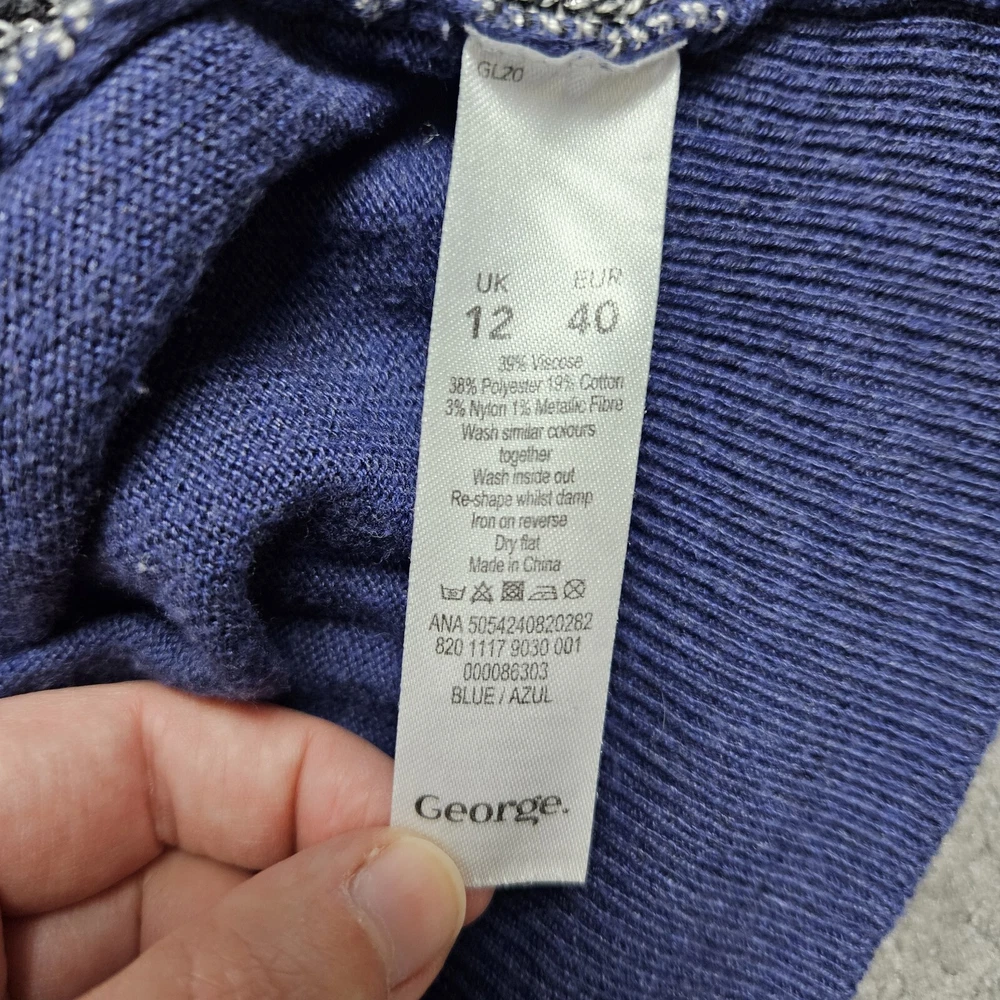 GL20
UK EUR
12 40
39% Viscose
38% Polyester 19% Cotton
3% Nylon 1% Metallic Fibre
Wash similar colours
together
Wash inside out
Re-shape whilst damp
Iron on reverse
Dry flat
Made in China
ANA 5054240820282
820 1117 9030 001
000086303
BLUE / AZUL
George.